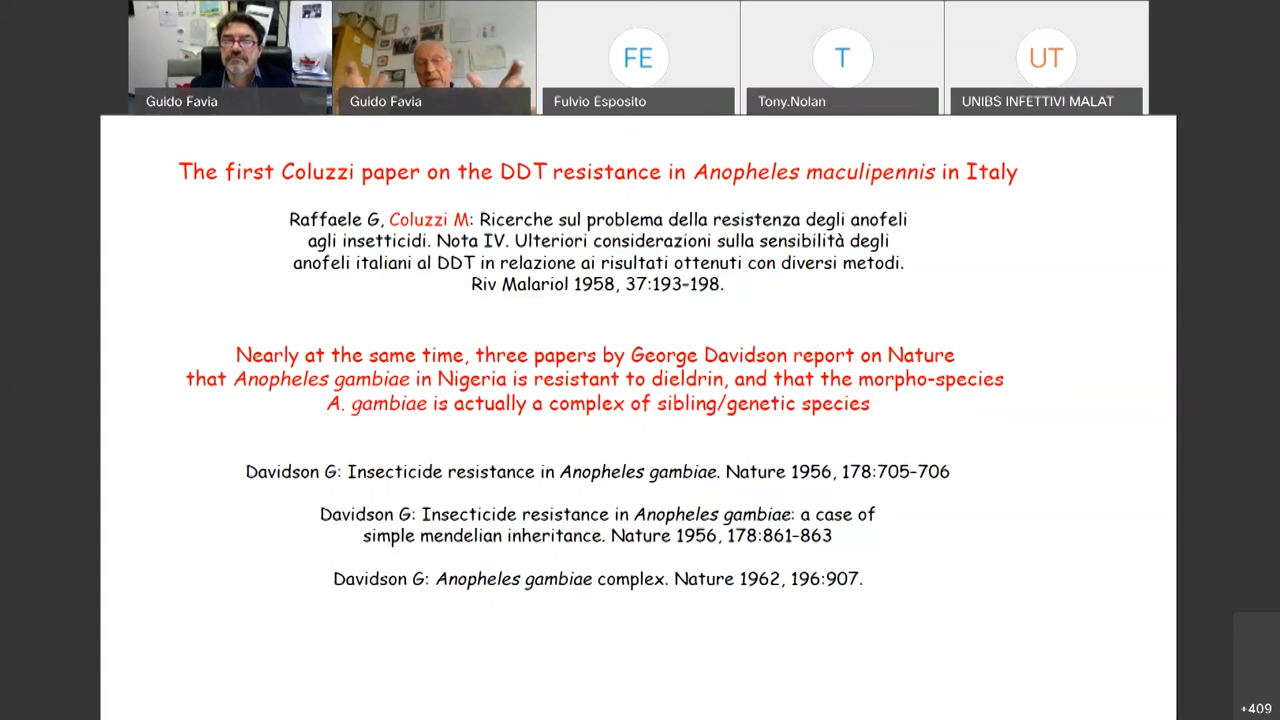 Guido Favia
Guido Favia
FE
Fulvio Esposito
T
Tony.Nolan
UT
UNIBS INFETTIVI MALAT
The first Coluzzi paper on the DDT resistance in Anopheles maculipennis in Italy
Raffaele G, Coluzzi M: Ricerche sul problema della resistenza degli anofeli
agli insetticidi. Nota IV. Ulteriori considerazioni sulla sensibilità degli
anofeli italiani al DDT in relazione ai risultati ottenuti con diversi metodi.
Riv Malariol 1958, 37:193–198.
Nearly at the same time, three papers by George Davidson report on Nature
that Anopheles gambiae in Nigeria is resistant to dieldrin, and that the morpho-species
A. gambiae is actually a complex of sibling/genetic species
Davidson G: Insecticide resistance in Anopheles gambiae. Nature 1956, 178:705–706
Davidson G: Insecticide resistance in Anopheles gambiae: a case of
simple mendelian inheritance. Nature 1956, 178:861–863
Davidson G: Anopheles gambiae complex. Nature 1962, 196:907.
+409